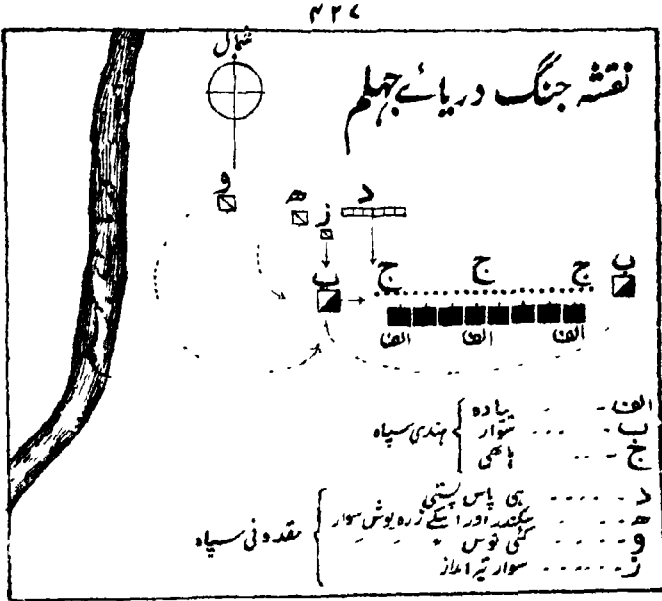 ۴۲۷
نقشہ جنگ دریائے جہلم
شمال
و ھ ز د
ب ج ج ج ب
الف الف الف
الف - پیادہ
ب - سوار
ج - ہاتھی
ہندی سپاہ
د - ہی پاس پستی
ھ - سکندر اور اسکے زرہ پوش سوار
و - کئی نوس
ز - سوار تیر انداز
مقدونی سپاہ